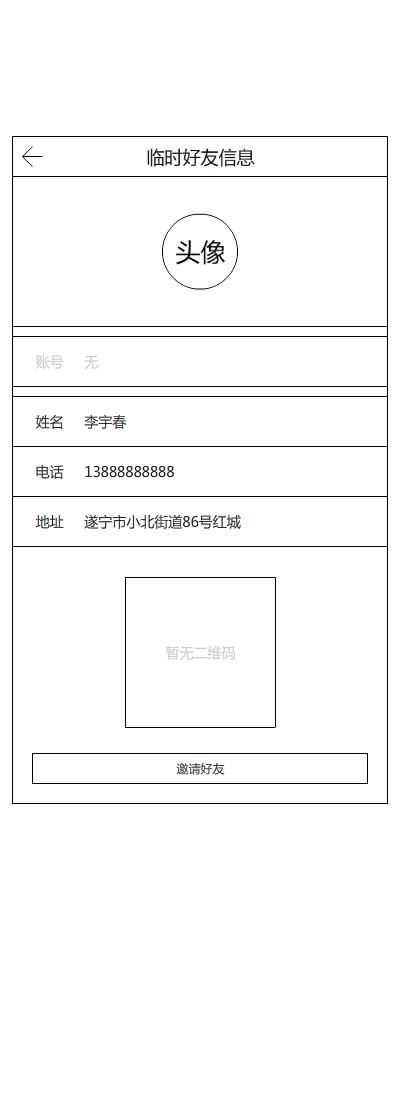 临时好友信息
头像
账号 无
姓名 李宇春
电话 13888888888
地址 遂宁市小北街道86号红城
暂无二维码
邀请好友